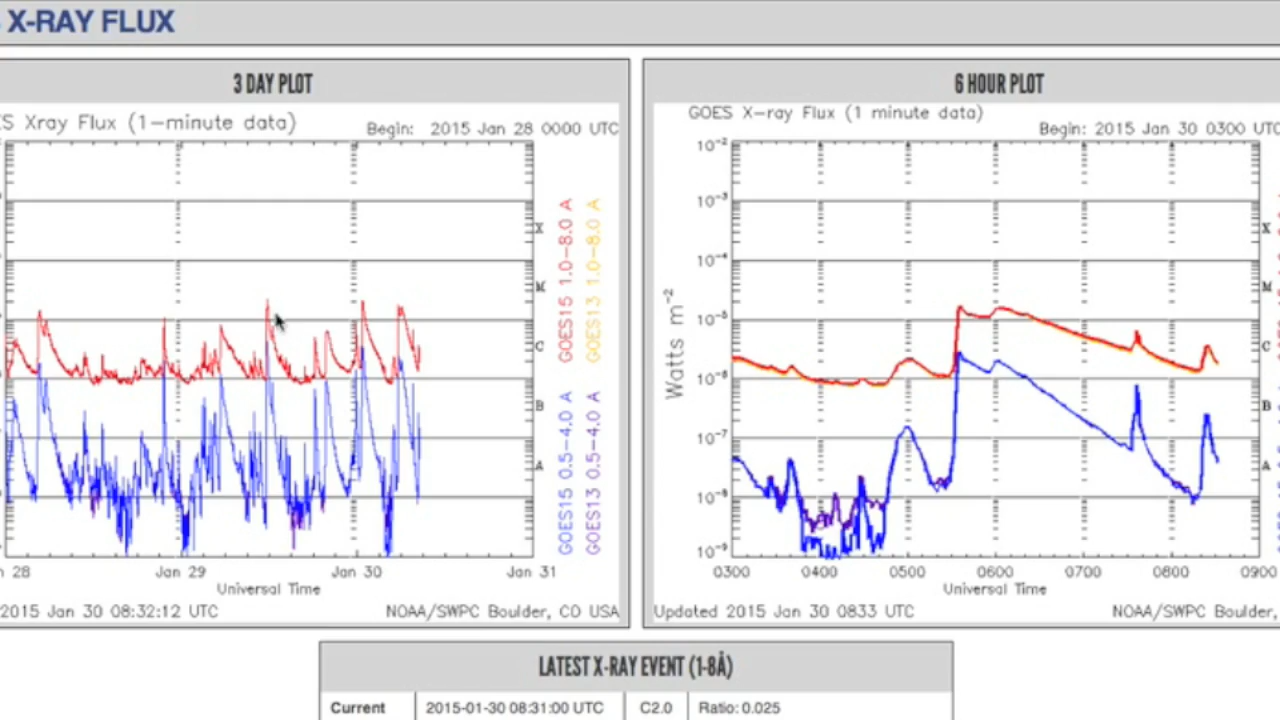 X-RAY FLUX
3 DAY PLOT
ES Xray Flux (1-minute data)
Begin: 2015 Jan 28 0000 UTC
X
M
C
B
A
GOES15 1.0-8.0 A
GOES13 1.0-8.0 A
GOES15 0.5-4.0 A
GOES13 0.5-4.0 A
n 28
Jan 29
Jan 30
Jan 31
Universal Time
2015 Jan 30 08:32:12 UTC
NOAA/SWPC Boulder, CO USA
6 HOUR PLOT
GOES X-ray Flux (1 minute data)
Begin: 2015 Jan 30 0300 UTC
Watts m⁻²
10⁻²
10⁻³
10⁻⁴
10⁻⁵
10⁻⁶
10⁻⁷
10⁻⁸
10⁻⁹
X
M
C
B
A
0300 0400 0500 0600 0700 0800 0900
Universal Time
Updated 2015 Jan 30 0833 UTC
NOAA/SWPC Boulder,
LATEST X-RAY EVENT (1-8Å)
Current 2015-01-30 08:31:00 UTC C2.0 Ratio: 0.025